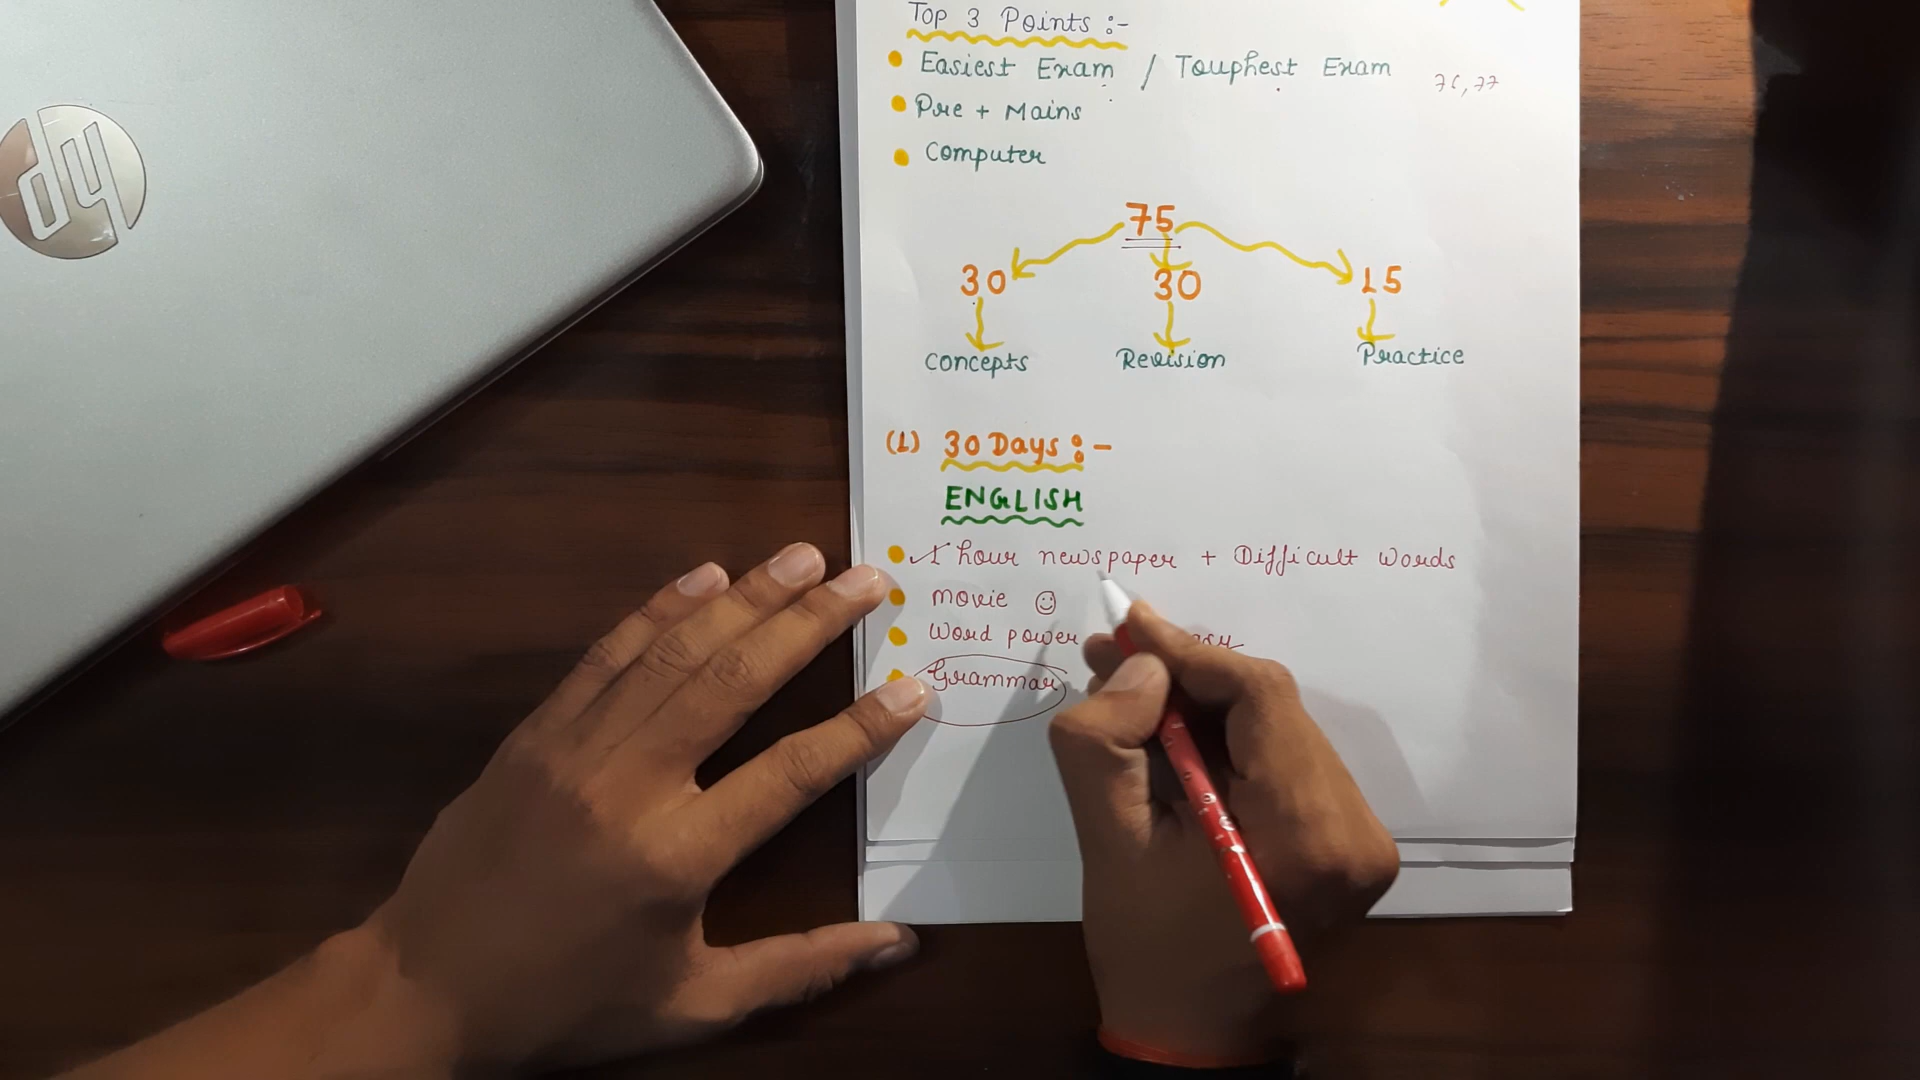 hp
Top 3 Points :-
Easiest Exam / Toughest Exam
76, 77
Pre + Mains
Computer
75
30 30 15
Concepts Revision Practice
(1) 30 Days :-
ENGLISH
1 hour newspaper + Difficult words
movie ☺
Word power
Grammar